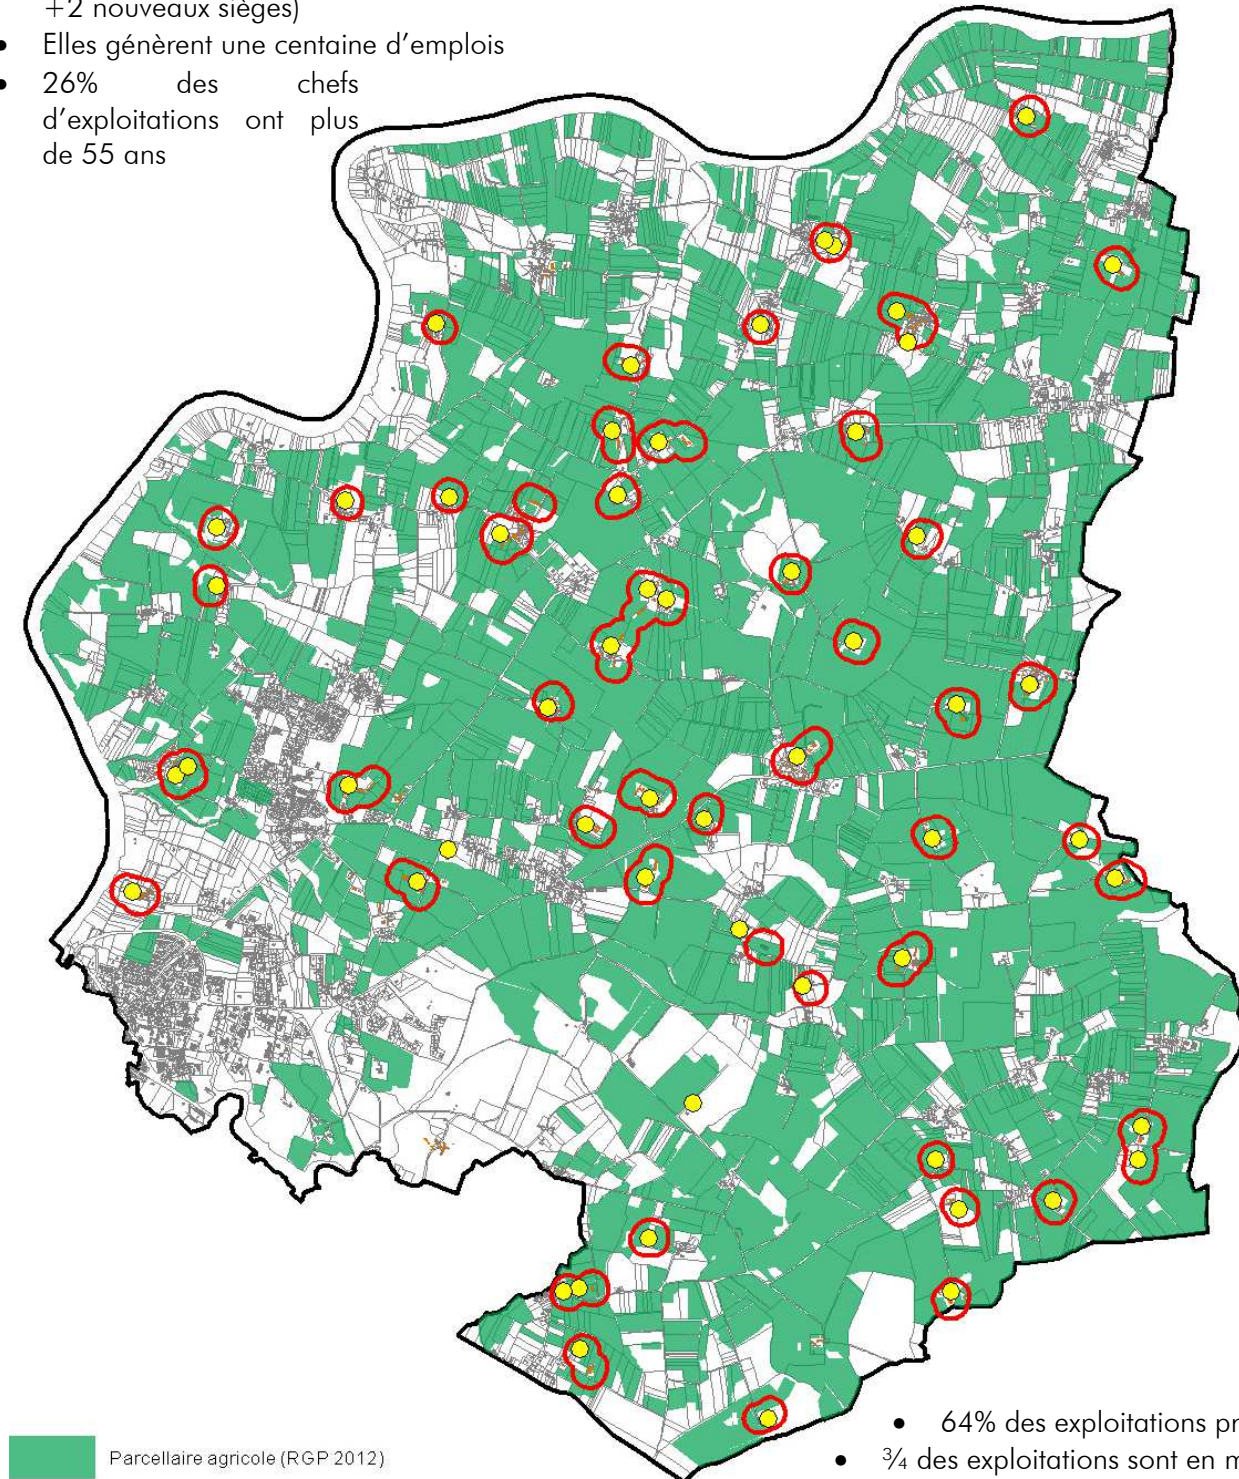 +2 nouveaux sièges)
• Elles génèrent une centaine d’emplois
• 26% des chefs
d’exploitations ont plus
de 55 ans
• 64% des exploitations pr
• ¾ des exploitations sont en m
Parcellaire agricole (RGP 2012)